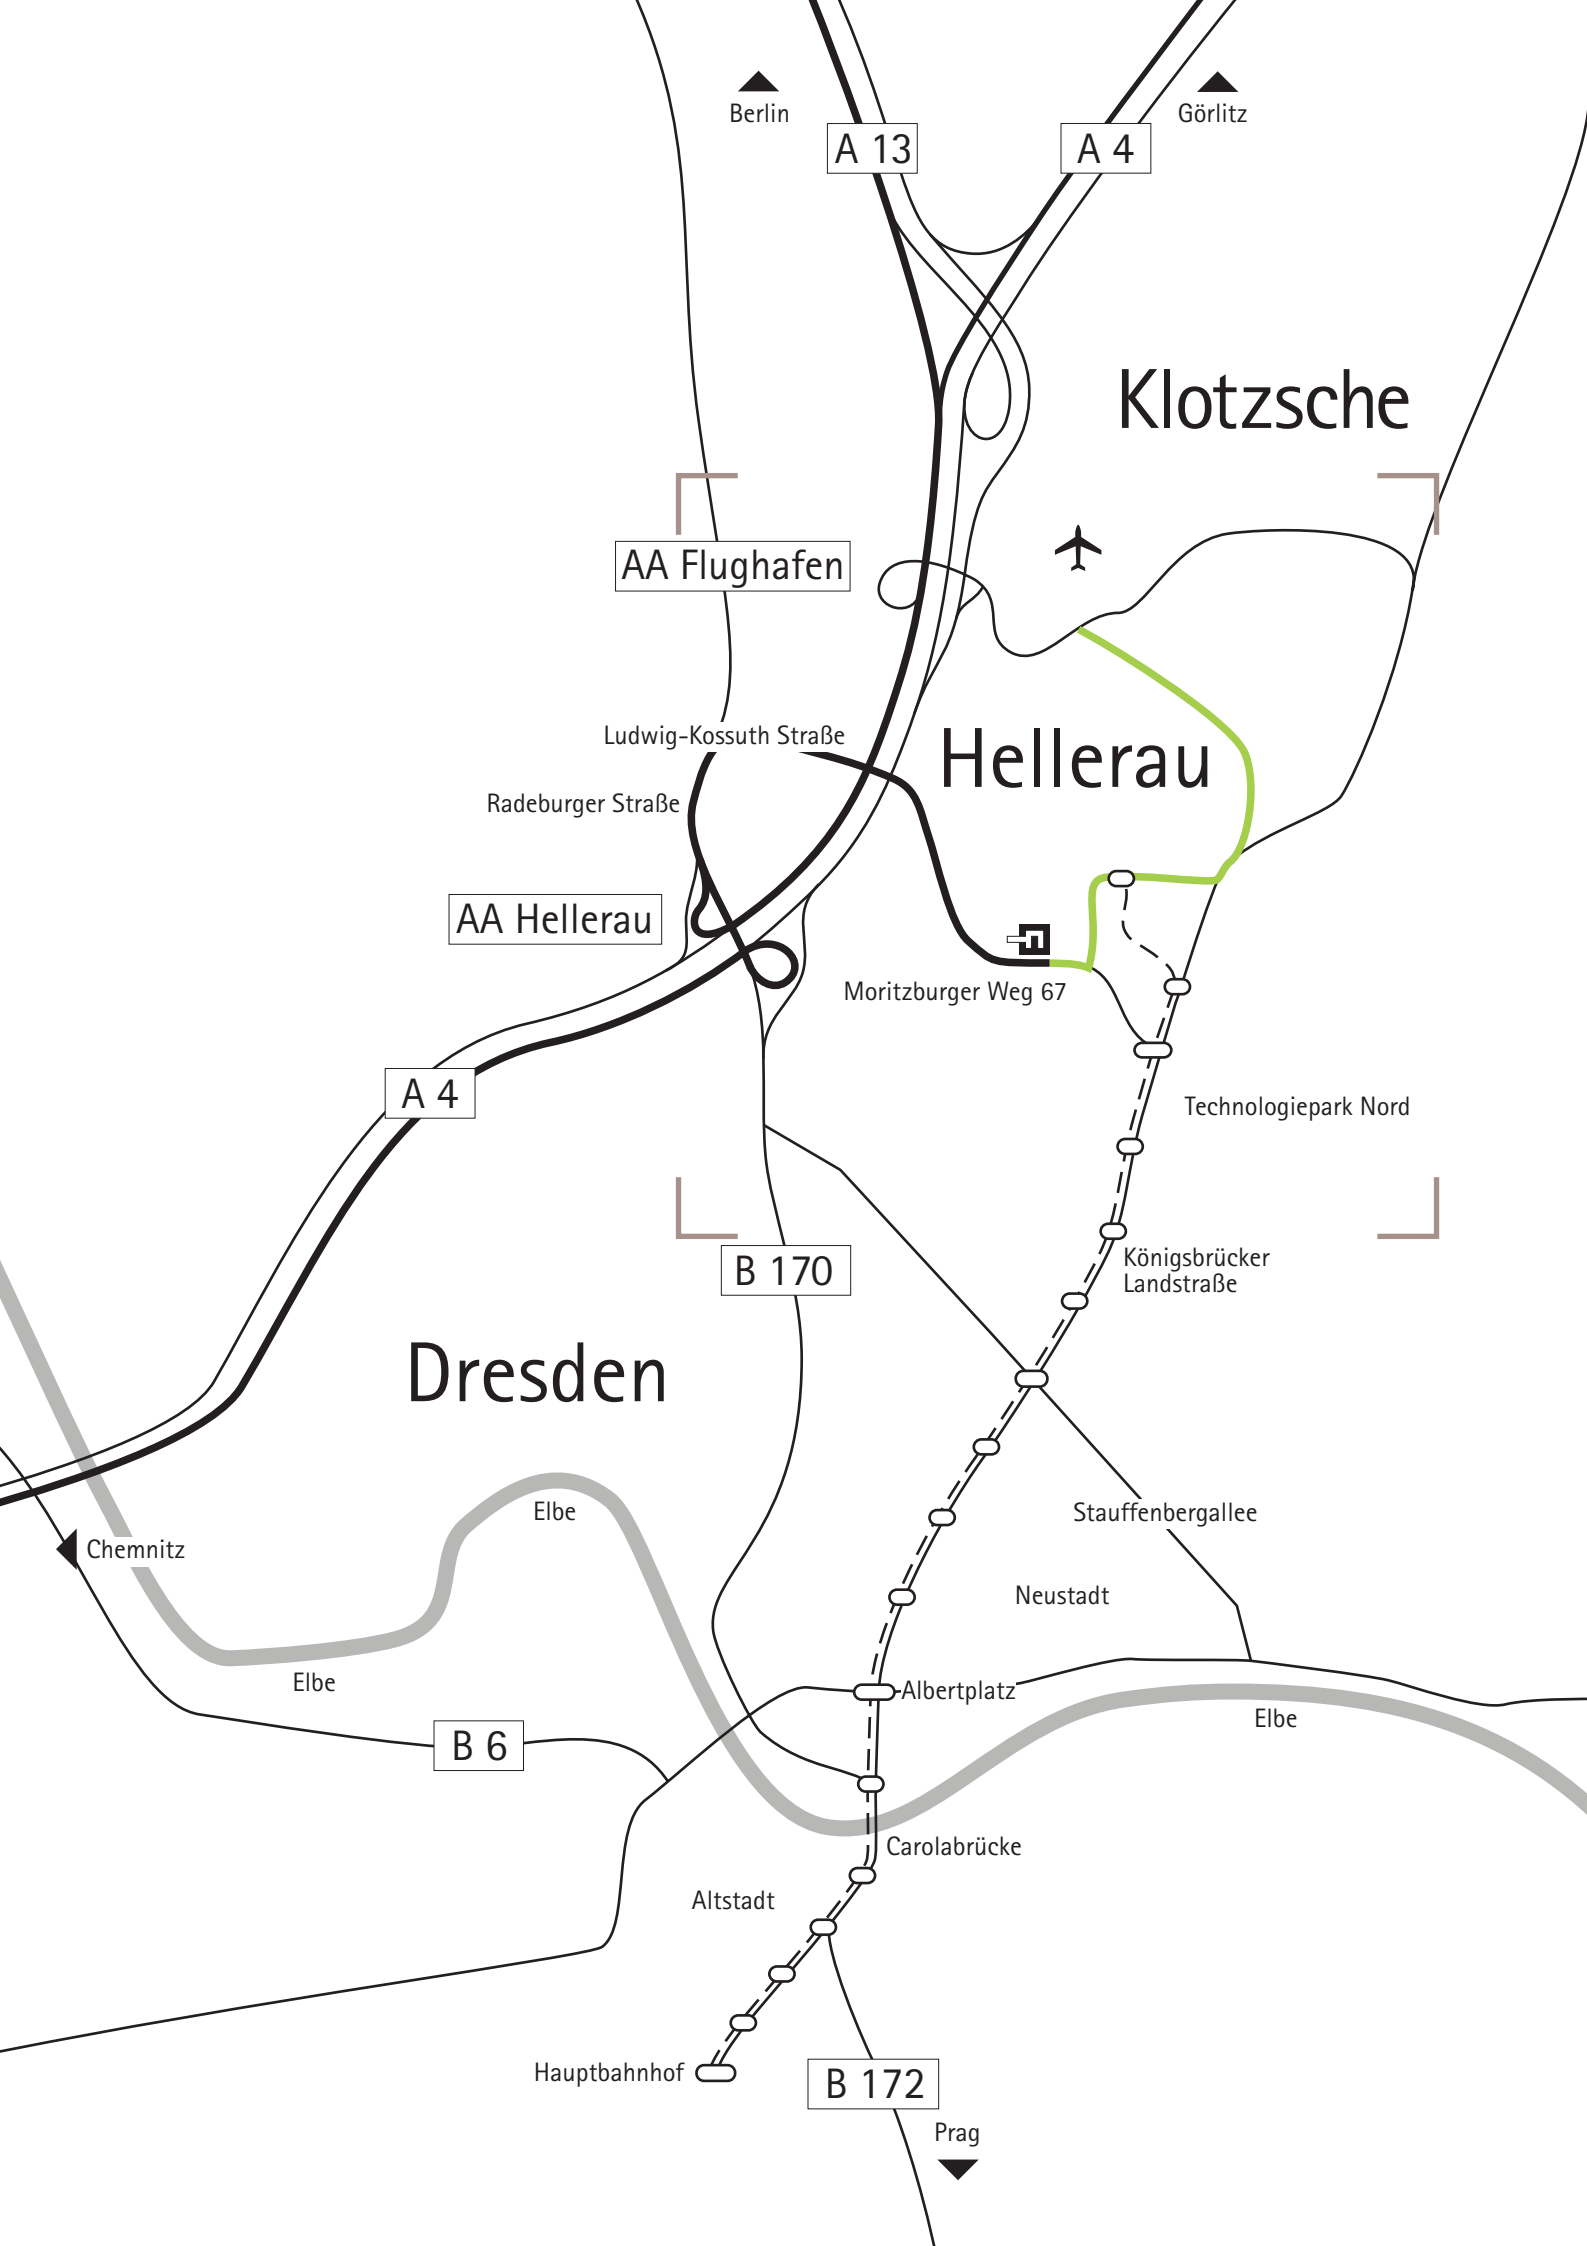 Berlin
Görlitz
A 13
A 4
Klotzsche
AA Flughafen
Ludwig-Kossuth Straße
Hellerau
Radeburger Straße
AA Hellerau
Moritzburger Weg 67
A 4
Technologiepark Nord
B 170
Königsbrücker
Landstraße
Dresden
Elbe
Stauffenbergallee
Chemnitz
Neustadt
Elbe
Albertplatz
Elbe
B 6
Carolabrücke
Altstadt
Hauptbahnhof
B 172
Prag